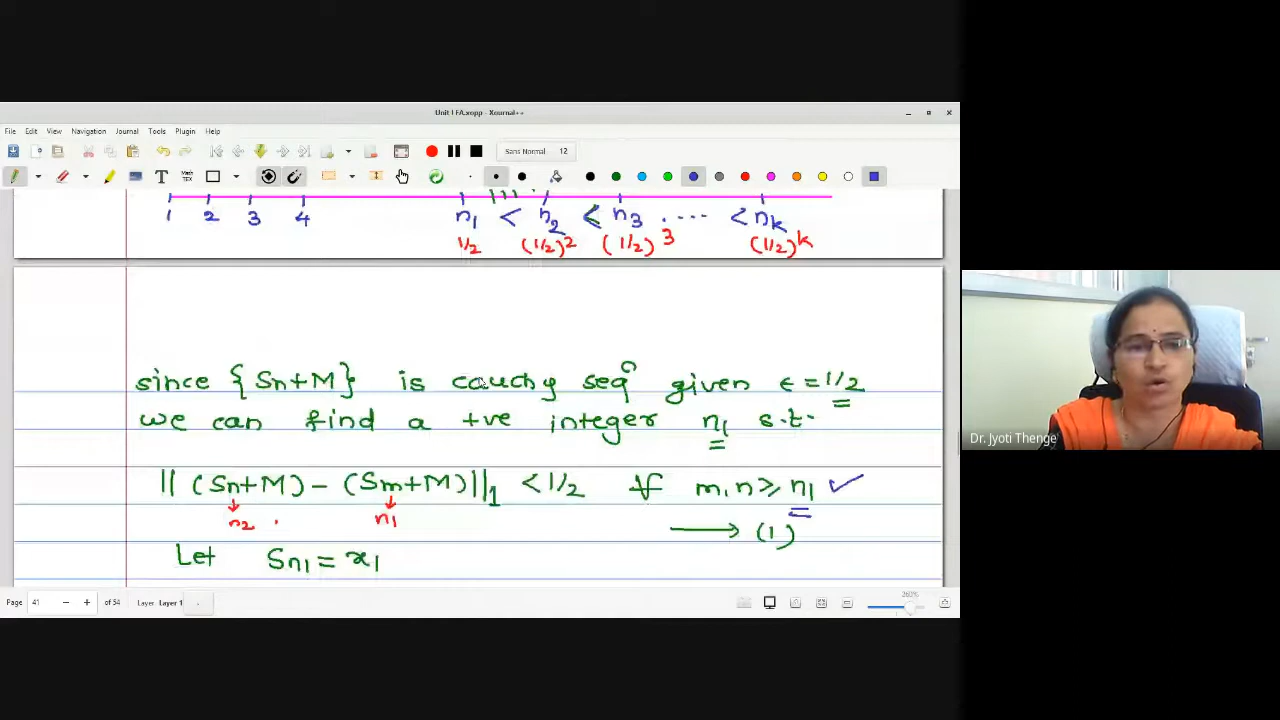 Unit I FA.xopp - Xournal++
File Edit View Navigation Journal Tools Plugin Help
Sans Normal 12
1 2 3 4 n1 < n2 < n3 . .... < nk
1/2 (1/2)2 (1/2)3 (1/2)k
since {Sn+M} is cauchy seqn given ϵ = 1/2
we can find a +ve integer n1 s.t.
|| (Sn+M) - (Sm+M) ||1 < 1/2 if m,n ≥ n1 ✓
n2 n1 → (1)
Let Sn1 = x1
Page 41 - + of 54 Layer Layer 1
260%
Dr. Jyoti Thenge